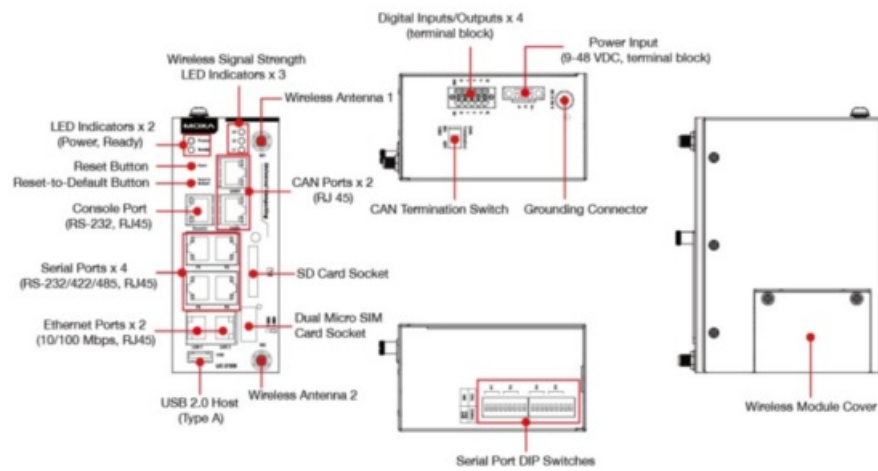 Digital Inputs/Outputs x 4
(terminal block)
Power Input
(9-48 VDC, terminal block)
Wireless Signal Strength
LED Indicators x 3
Wireless Antenna 1
MOXA
LED Indicators x 2
(Power, Ready)
Reset Button
Reset-to-Default Button
CAN Ports x 2
(RJ 45)
Console Port
(RS-232, RJ45)
CAN Termination Switch
Grounding Connector
Serial Ports x 4
(RS-232/422/485, RJ45)
SD Card Socket
Ethernet Ports x 2
(10/100 Mbps, RJ45)
Dual Micro SIM
Card Socket
USB 2.0 Host
(Type A)
Wireless Antenna 2
Wireless Module Cover
Serial Port DIP Switches